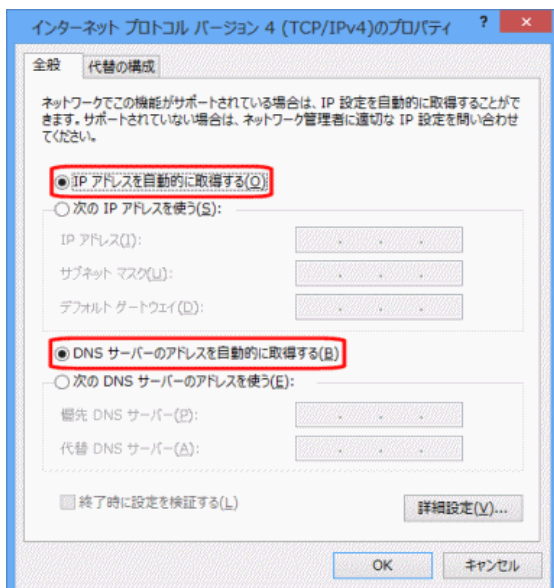 インターネット プロトコル バージョン 4 (TCP/IPv4)のプロパティ
?
×
全般
代替の構成
ネットワークでこの機能がサポートされている場合は、IP 設定を自動的に取得することがで
きます。サポートされていない場合は、ネットワーク管理者に適切な IP 設定を問い合わせ
てください。
IP アドレスを自動的に取得する(O)
次の IP アドレスを使う(S):
IP アドレス(I):
サブネット マスク(U):
デフォルト ゲートウェイ(D):
DNS サーバーのアドレスを自動的に取得する(B)
次の DNS サーバーのアドレスを使う(E):
優先 DNS サーバー(P):
代替 DNS サーバー(A):
終了時に設定を検証する(L)
詳細設定(V)...
OK
キャンセル